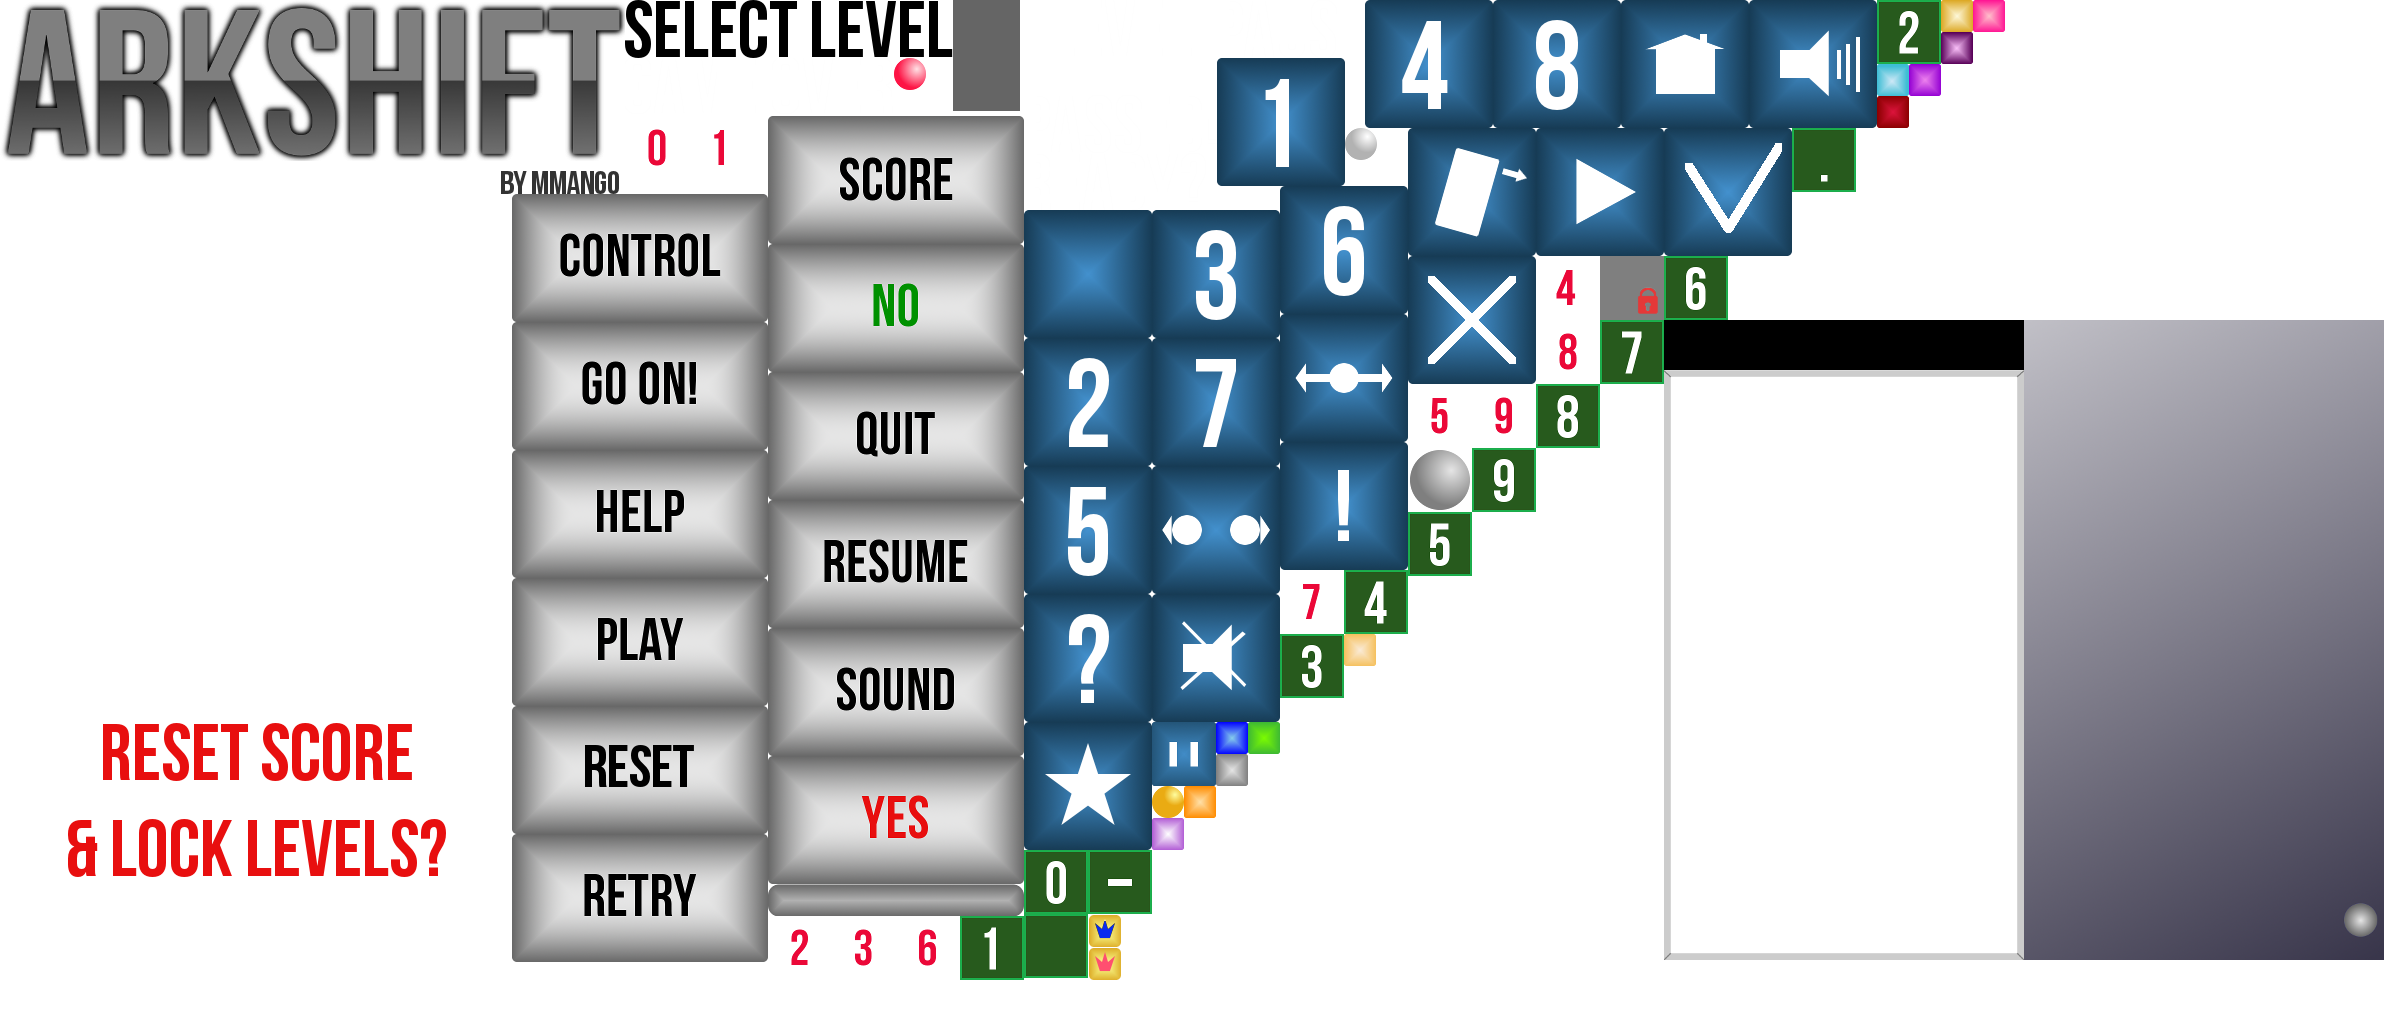 ARKSHIFT
BY MMANGO
SELECT LEVEL
0 1
CONTROL
GO ON!
HELP
PLAY
RESET
RETRY
SCORE
NO
QUIT
RESUME
SOUND
YES
RESET SCORE
& LOCK LEVELS?
2 3 6 1
0 –
2
5
?
3
7
1
6
!
4 8
2
.
4 6
8 7
5 9 8
9
5
7 4
3